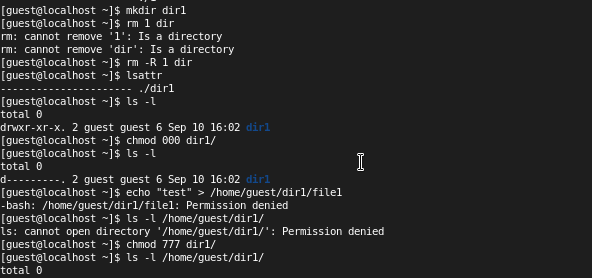 [guest@localhost ~]$ mkdir dir1
[guest@localhost ~]$ rm 1 dir
rm: cannot remove '1': Is a directory
rm: cannot remove 'dir': Is a directory
[guest@localhost ~]$ rm -R 1 dir
[guest@localhost ~]$ lsattr
---------------------- ./dir1
[guest@localhost ~]$ ls -l
total 0
drwxr-xr-x. 2 guest guest 6 Sep 10 16:02 dir1
[guest@localhost ~]$ chmod 000 dir1/
[guest@localhost ~]$ ls -l
total 0
d---------. 2 guest guest 6 Sep 10 16:02 dir1
[guest@localhost ~]$ echo "test" > /home/guest/dir1/file1
-bash: /home/guest/dir1/file1: Permission denied
[guest@localhost ~]$ ls -l /home/guest/dir1/
ls: cannot open directory '/home/guest/dir1/': Permission denied
[guest@localhost ~]$ chmod 777 dir1/
[guest@localhost ~]$ ls -l /home/guest/dir1/
total 0